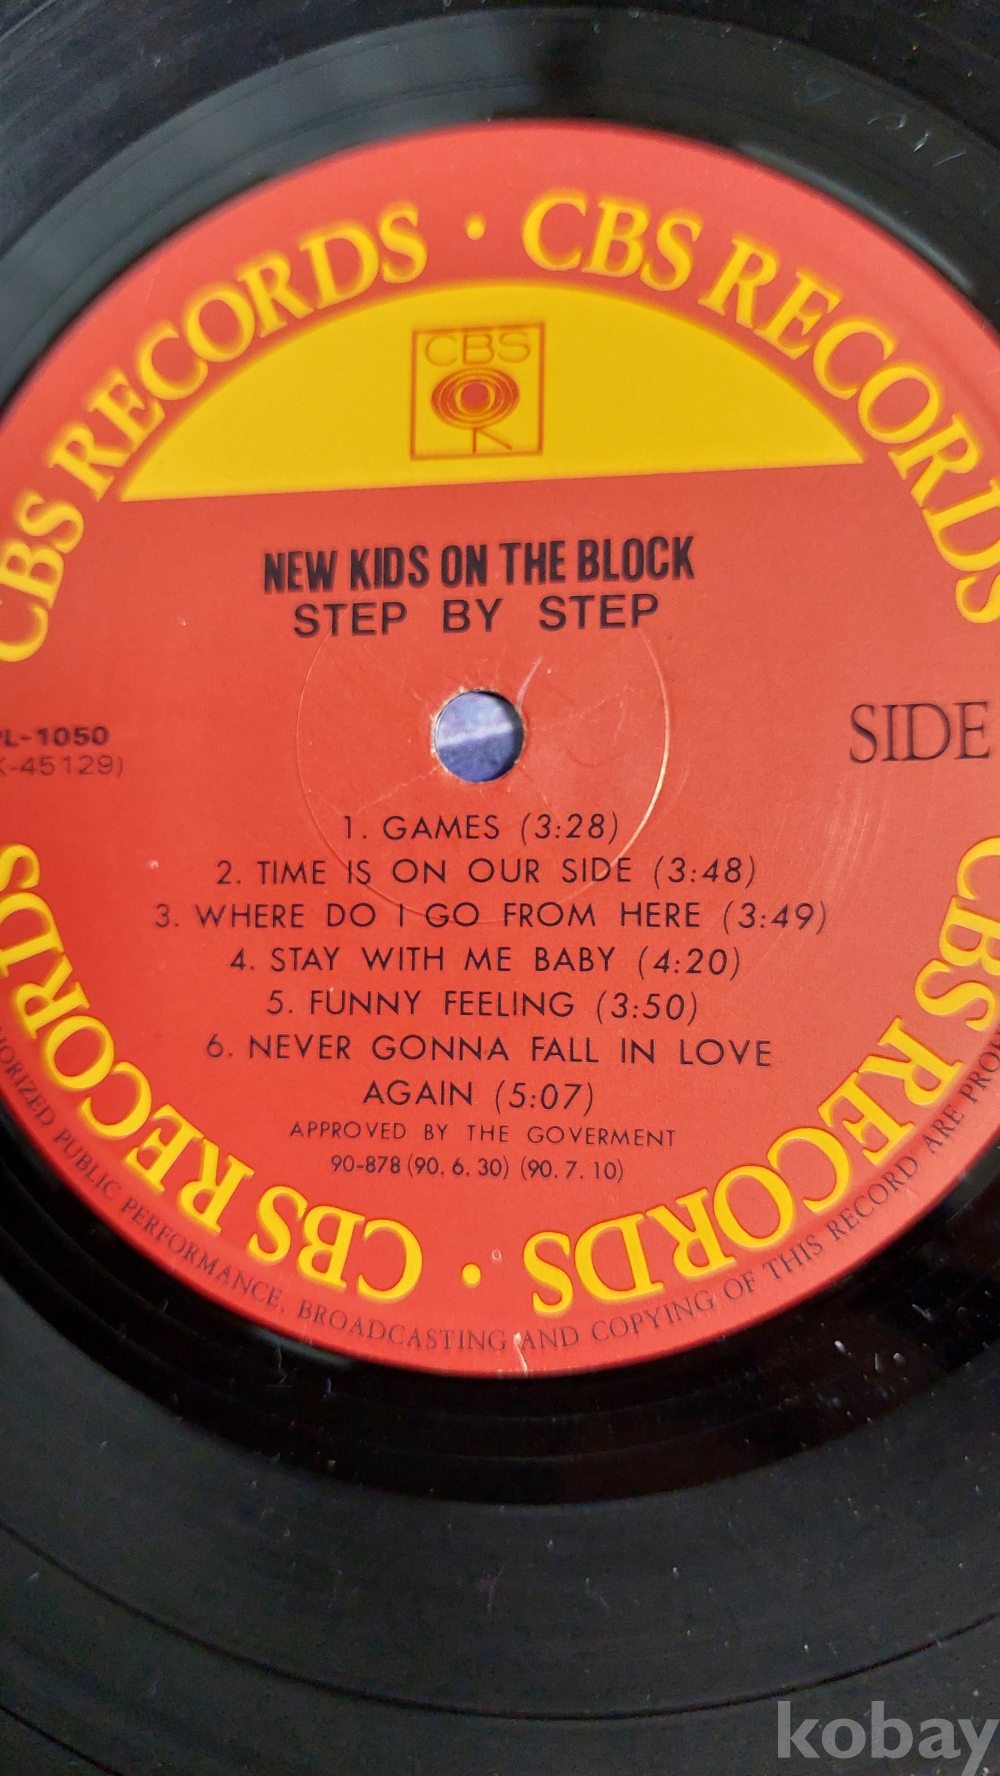 CBS RECORDS · CBS RECORDS
CBS
NEW KIDS ON THE BLOCK
STEP BY STEP
PL-1050
K-45129)
SIDE
1. GAMES (3:28)
2. TIME IS ON OUR SIDE (3:48)
3. WHERE DO I GO FROM HERE (3:49)
4. STAY WITH ME BABY (4:20)
5. FUNNY FEELING (3:50)
6. NEVER GONNA FALL IN LOVE
AGAIN (5:07)
APPROVED BY THE GOVERMENT
90-878 (90. 6. 30) (90. 7. 10)
CBS RECORDS · CBS RECORDS
PUBLIC PERFORMANCE, BROADCASTING AND COPYING OF THIS RECORD ARE
kobay